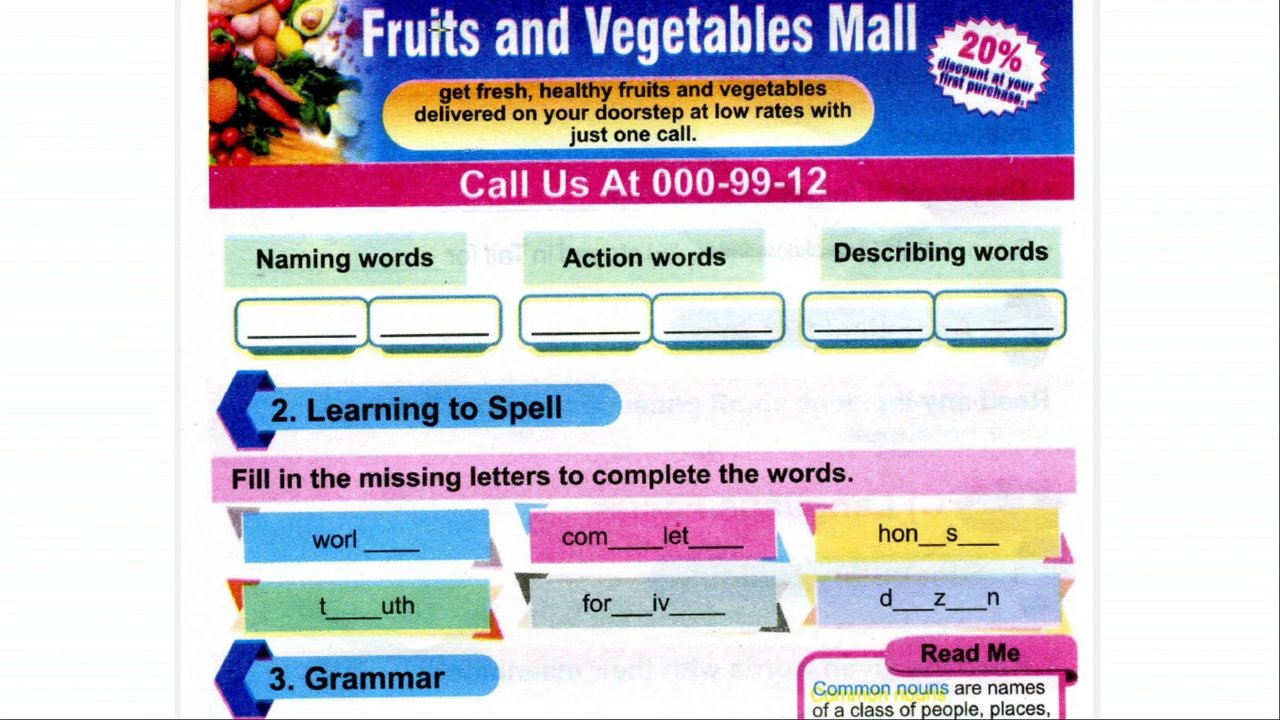 Fruits and Vegetables Mall
20%
discount at your
first purchase.
get fresh, healthy fruits and vegetables
delivered on your doorstep at low rates with
just one call.
Call Us At 000-99-12
Naming words Action words Describing words
2. Learning to Spell
Fill in the missing letters to complete the words.
worl ____ com____let____ hon__s___
t____uth for___iv____ d___z___n
3. Grammar
Read Me
Common nouns are names
of a class of people, places,